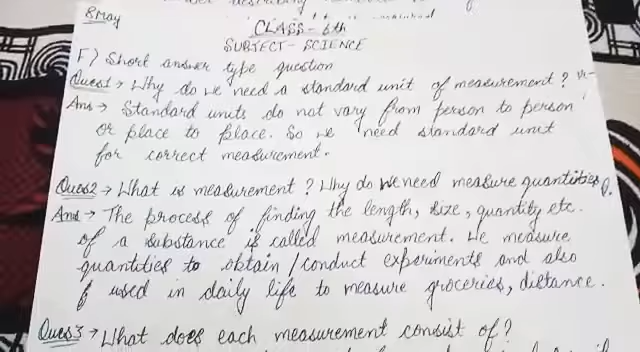 8 May
CLASS - 6th
SUBJECT - SCIENCE
F) Short answer type question
Ques1 → Why do we need a standard unit of measurement?
Ans → Standard units do not vary from person to person
or place to place. So we need standard unit
for correct measurement.
Ques2 → What is measurement? Why do we need measure quantities?
Ans → The process of finding the length, size, quantity etc.
of a substance is called measurement. We measure
quantities to obtain / conduct experiments and also
used in daily life to measure groceries, distance.
Ques3 → What does each measurement consist of?